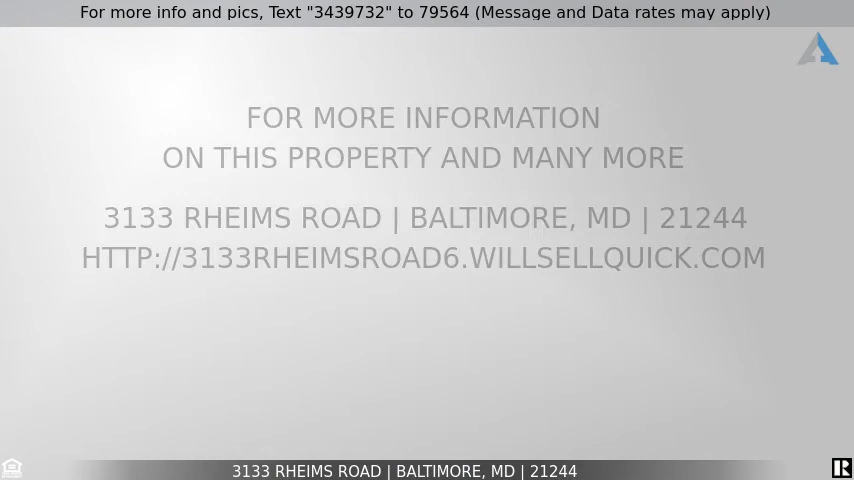 For more info and pics, Text "3439732" to 79564 (Message and Data rates may apply)
FOR MORE INFORMATION
ON THIS PROPERTY AND MANY MORE
3133 RHEIMS ROAD | BALTIMORE, MD | 21244
HTTP://3133RHEIMSROAD6.WILLSELLQUICK.COM
3133 RHEIMS ROAD | BALTIMORE, MD | 21244